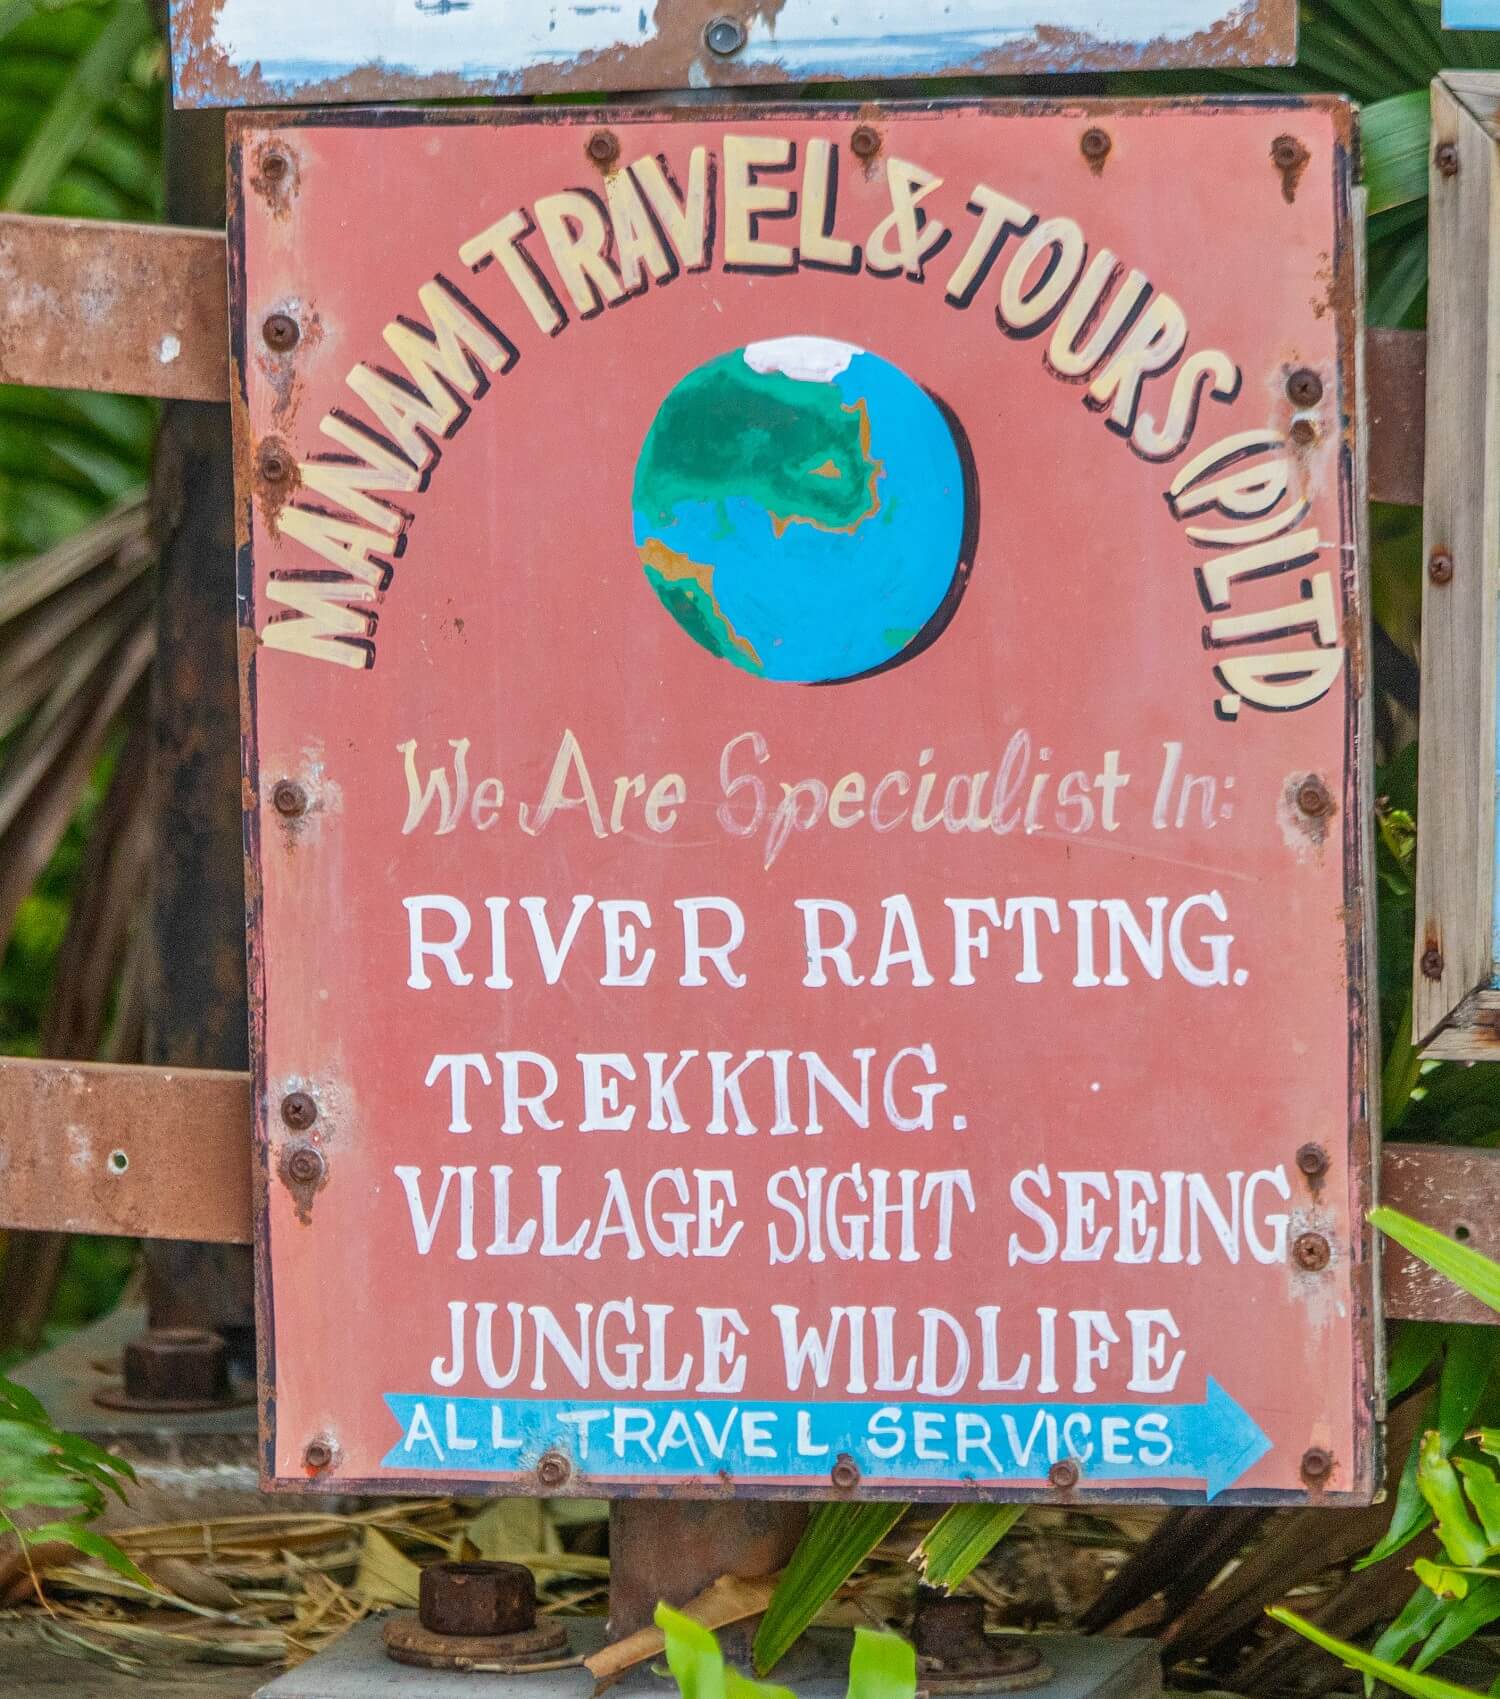 MANAM TRAVEL & TOURS (P) LTD.
We Are Specialist In:
RIVER RAFTING.
TREKKING.
VILLAGE SIGHT SEEING
JUNGLE WILDLIFE
ALL TRAVEL SERVICES